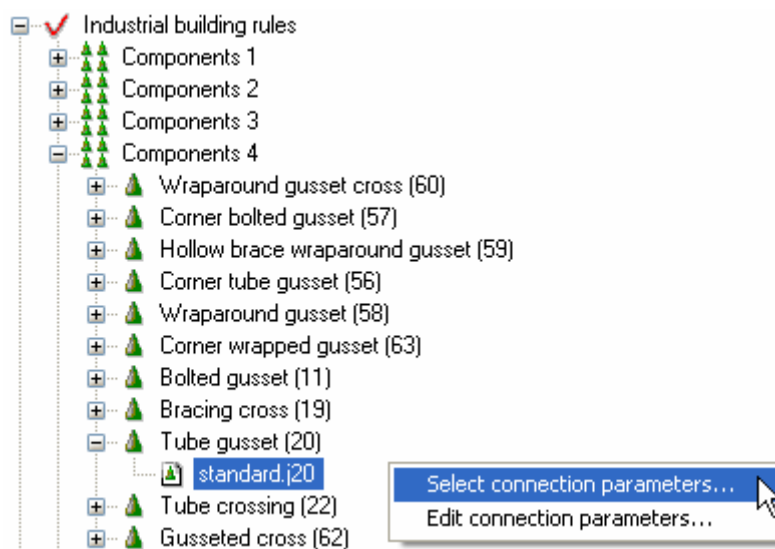 Industrial building rules
Components 1
Components 2
Components 3
Components 4
Wraparound gusset cross (60)
Corner bolted gusset (57)
Hollow brace wraparound gusset (59)
Corner tube gusset (56)
Wraparound gusset (58)
Corner wrapped gusset (63)
Bolted gusset (11)
Bracing cross (19)
Tube gusset (20)
standard.j20
Select connection parameters...
Tube crossing (22)
Edit connection parameters...
Gusseted cross (62)